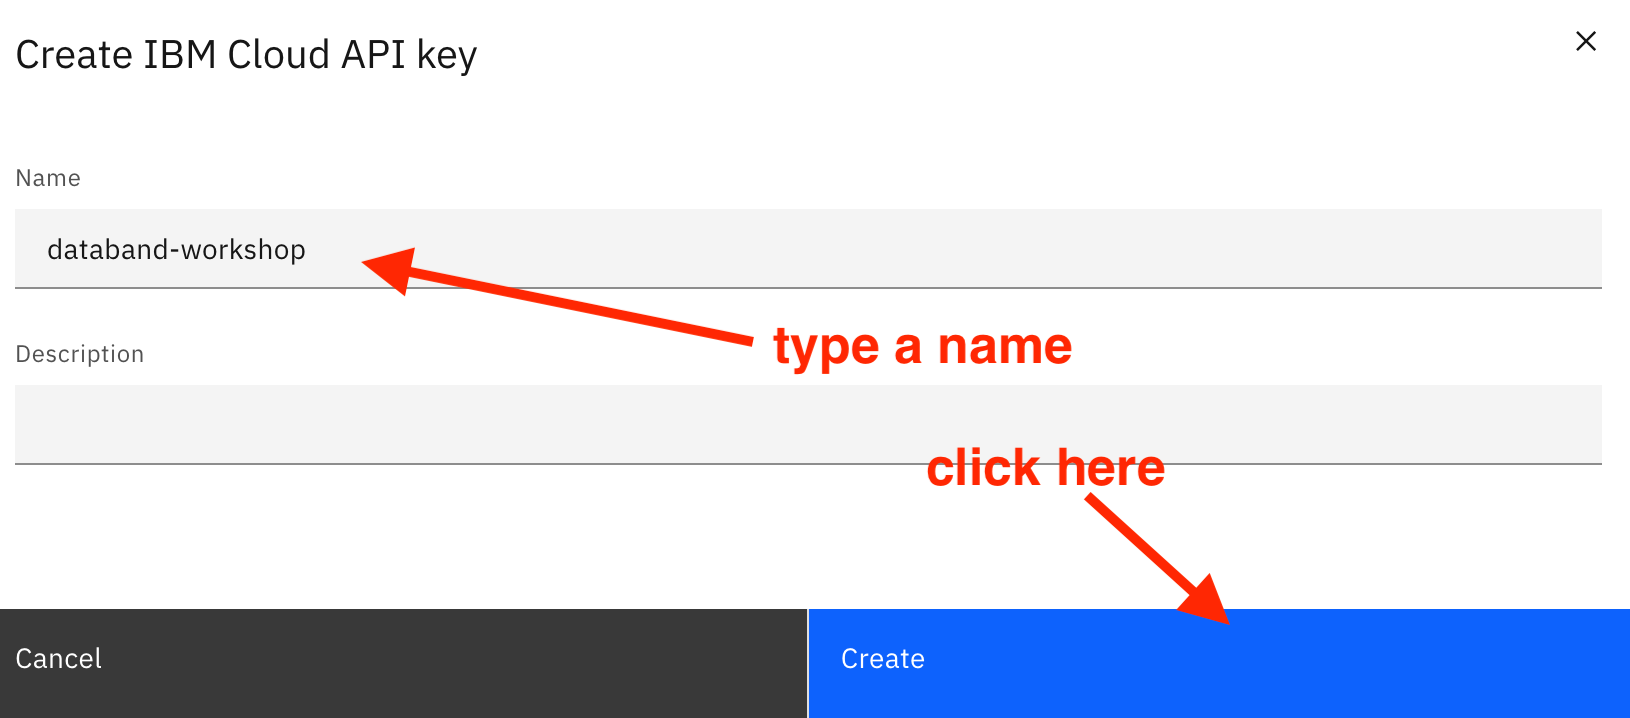 Create IBM Cloud API key
Name
databand-workshop
type a name
Description
click here
Cancel
Create